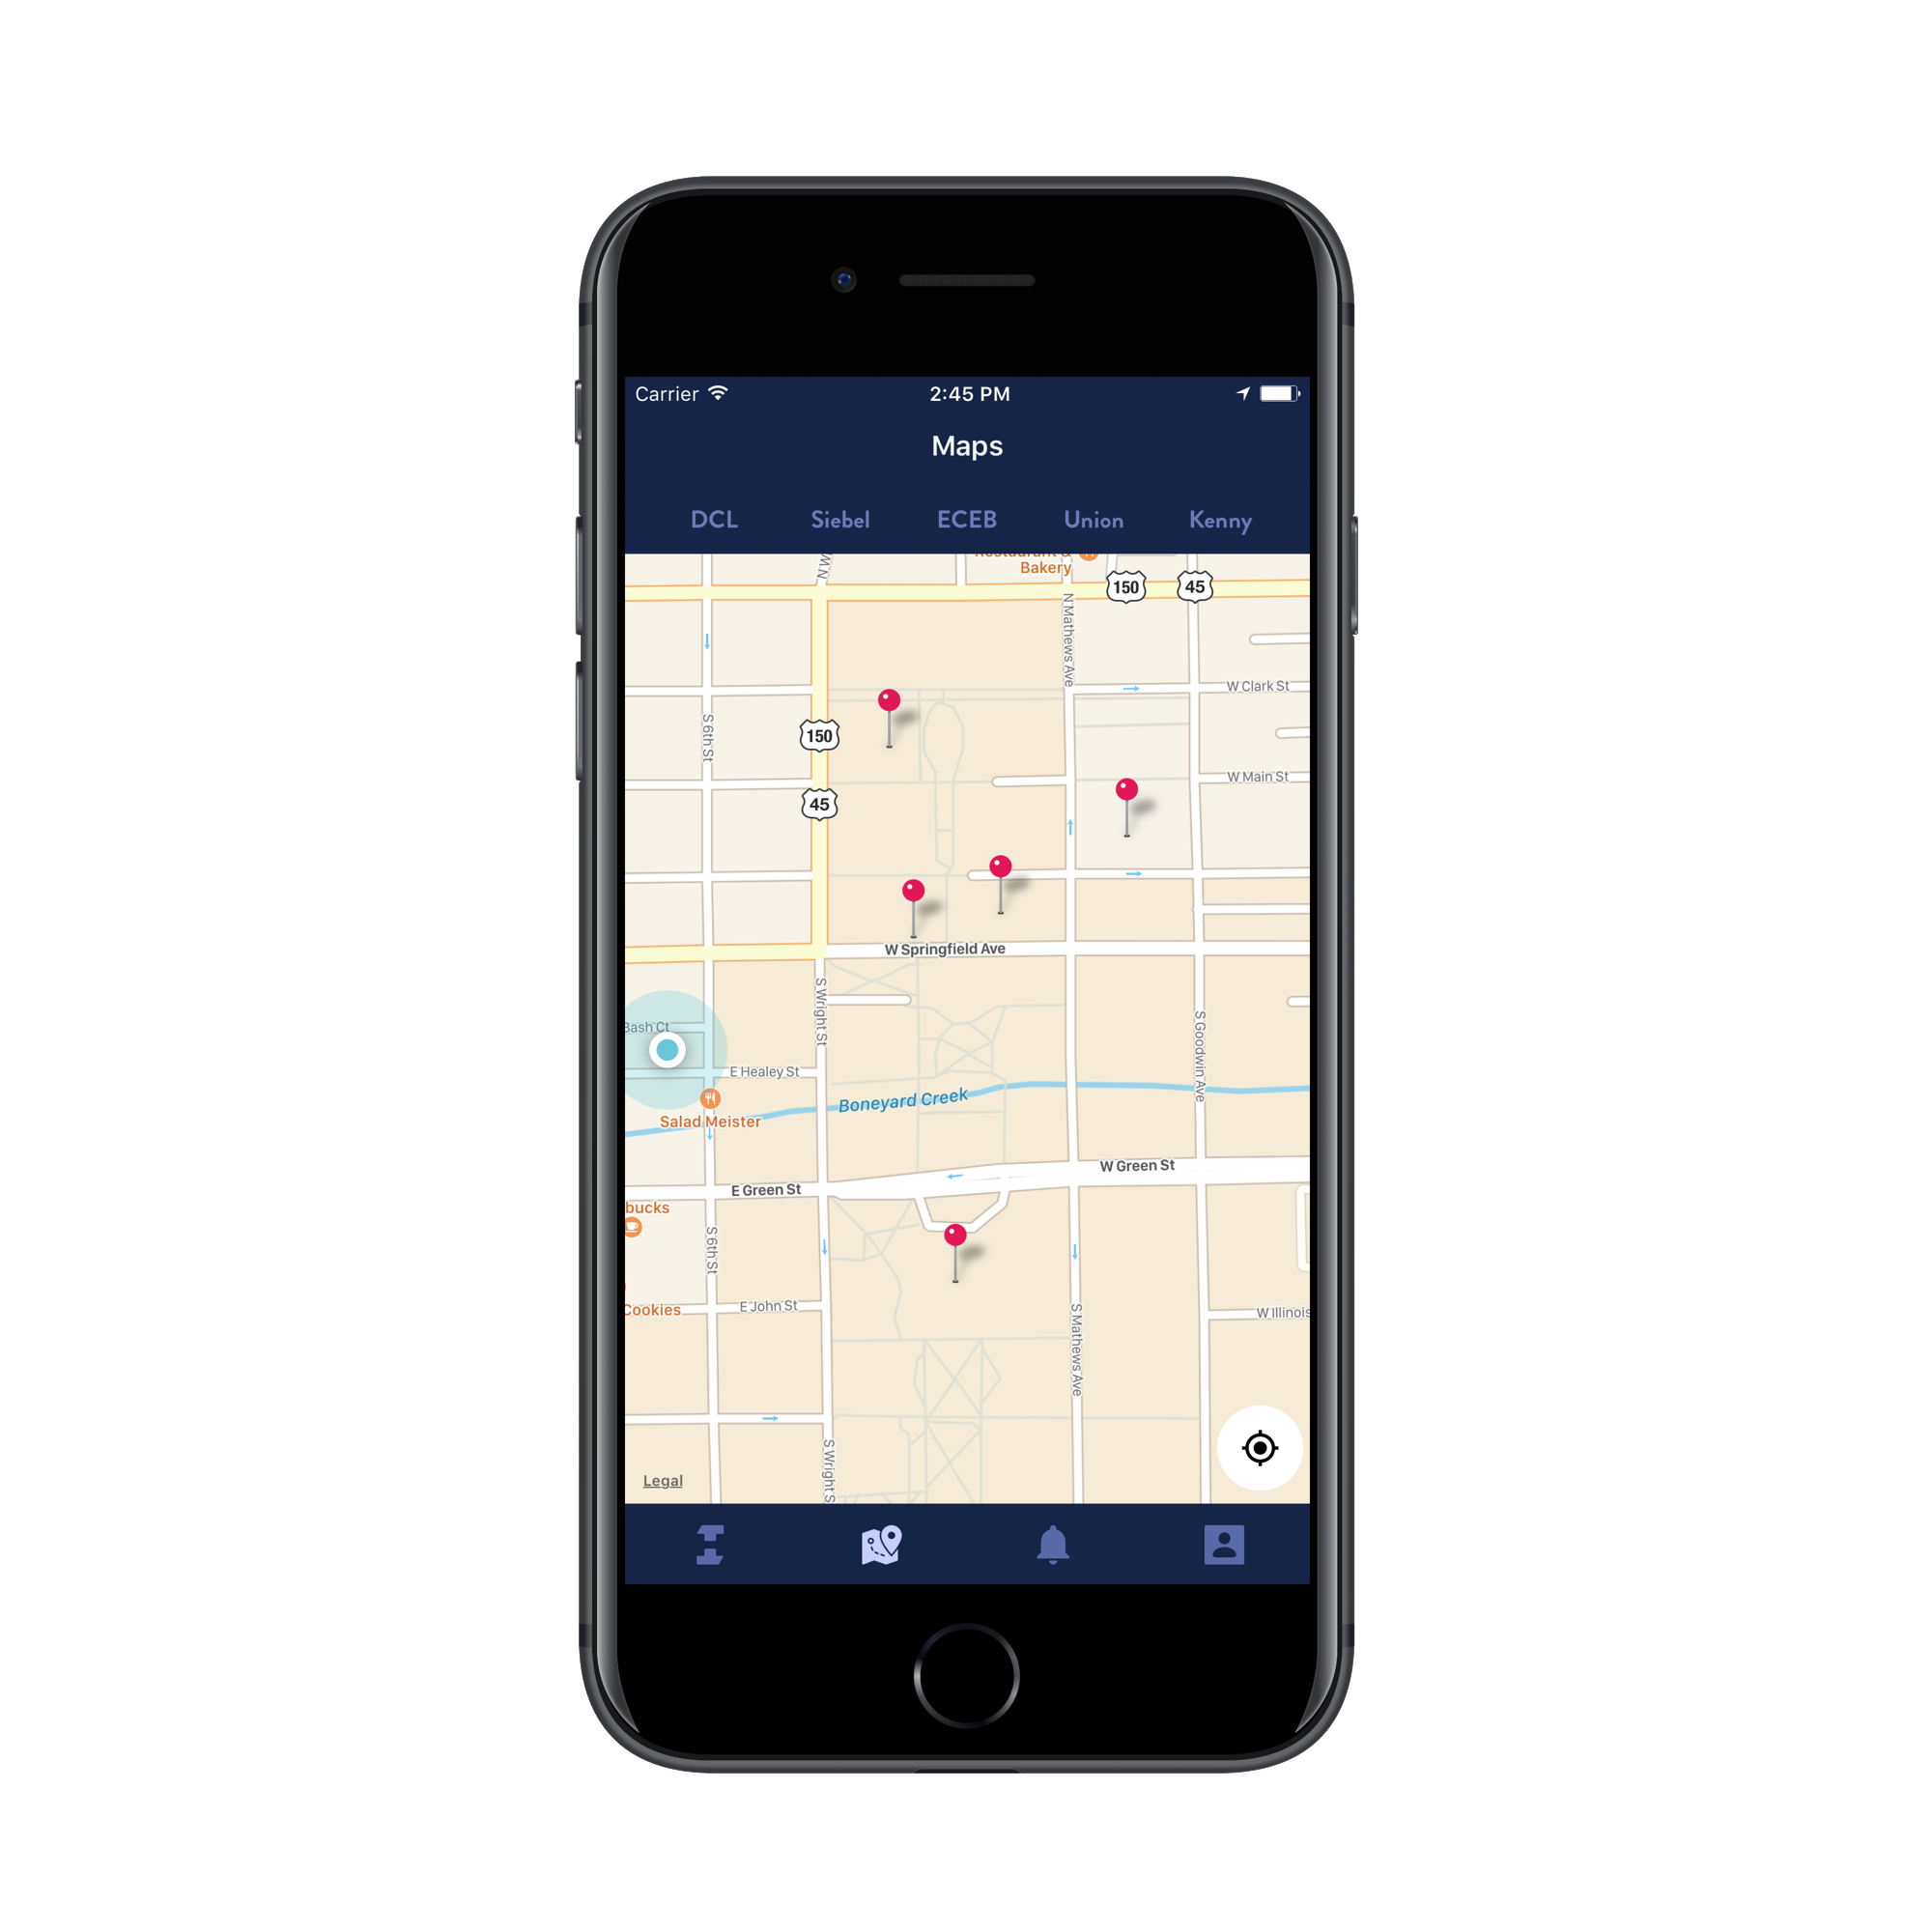 Carrier
2:45 PM
Maps
DCL
Siebel
ECEB
Union
Kenny
N W
Restaurant &
Bakery
150
45
N Mathews Ave
W Clark St
S 6th St
150
W Main St
45
W Springfield Ave
S Wright St
Bash Ct
S Goodwin Ave
E Healey St
Boneyard Creek
Salad Meister
W Green St
E Green St
bucks
S 6th St
E John St
Cookies
W Illinois
S Mathews Ave
S Wright S
Legal